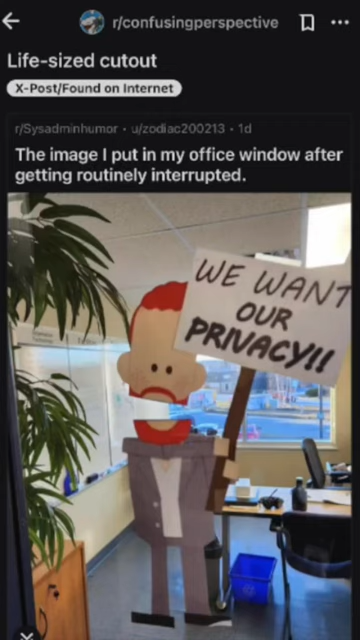 r/confusingperspective
Life-sized cutout
X-Post/Found on Internet
r/Sysadminhumor · u/zodiac200213 · 1d
The image I put in my office window after
getting routinely interrupted.
WE WANT
OUR
PRIVACY!!